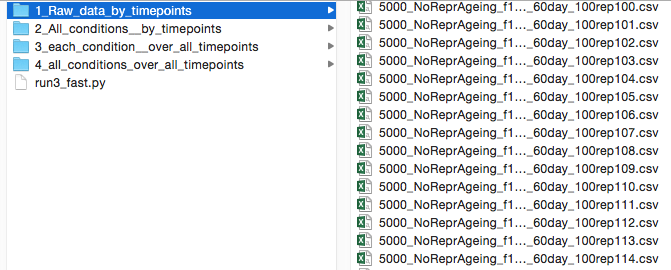 1_Raw_data_by_timepoints
2_All_conditions__by_timepoints
3_each_condition__over_all_timepoints
4_all_conditions_over_all_timepoints
run3_fast.py
5000_NoReprAgeing_f1..._60day_100rep100.csv
5000_NoReprAgeing_f1..._60day_100rep101.csv
5000_NoReprAgeing_f1..._60day_100rep102.csv
5000_NoReprAgeing_f1..._60day_100rep103.csv
5000_NoReprAgeing_f1..._60day_100rep104.csv
5000_NoReprAgeing_f1..._60day_100rep105.csv
5000_NoReprAgeing_f1..._60day_100rep106.csv
5000_NoReprAgeing_f1..._60day_100rep107.csv
5000_NoReprAgeing_f1..._60day_100rep108.csv
5000_NoReprAgeing_f1..._60day_100rep109.csv
5000_NoReprAgeing_f1..._60day_100rep110.csv
5000_NoReprAgeing_f1..._60day_100rep111.csv
5000_NoReprAgeing_f1..._60day_100rep112.csv
5000_NoReprAgeing_f1..._60day_100rep113.csv
5000_NoReprAgeing_f1..._60day_100rep114.csv